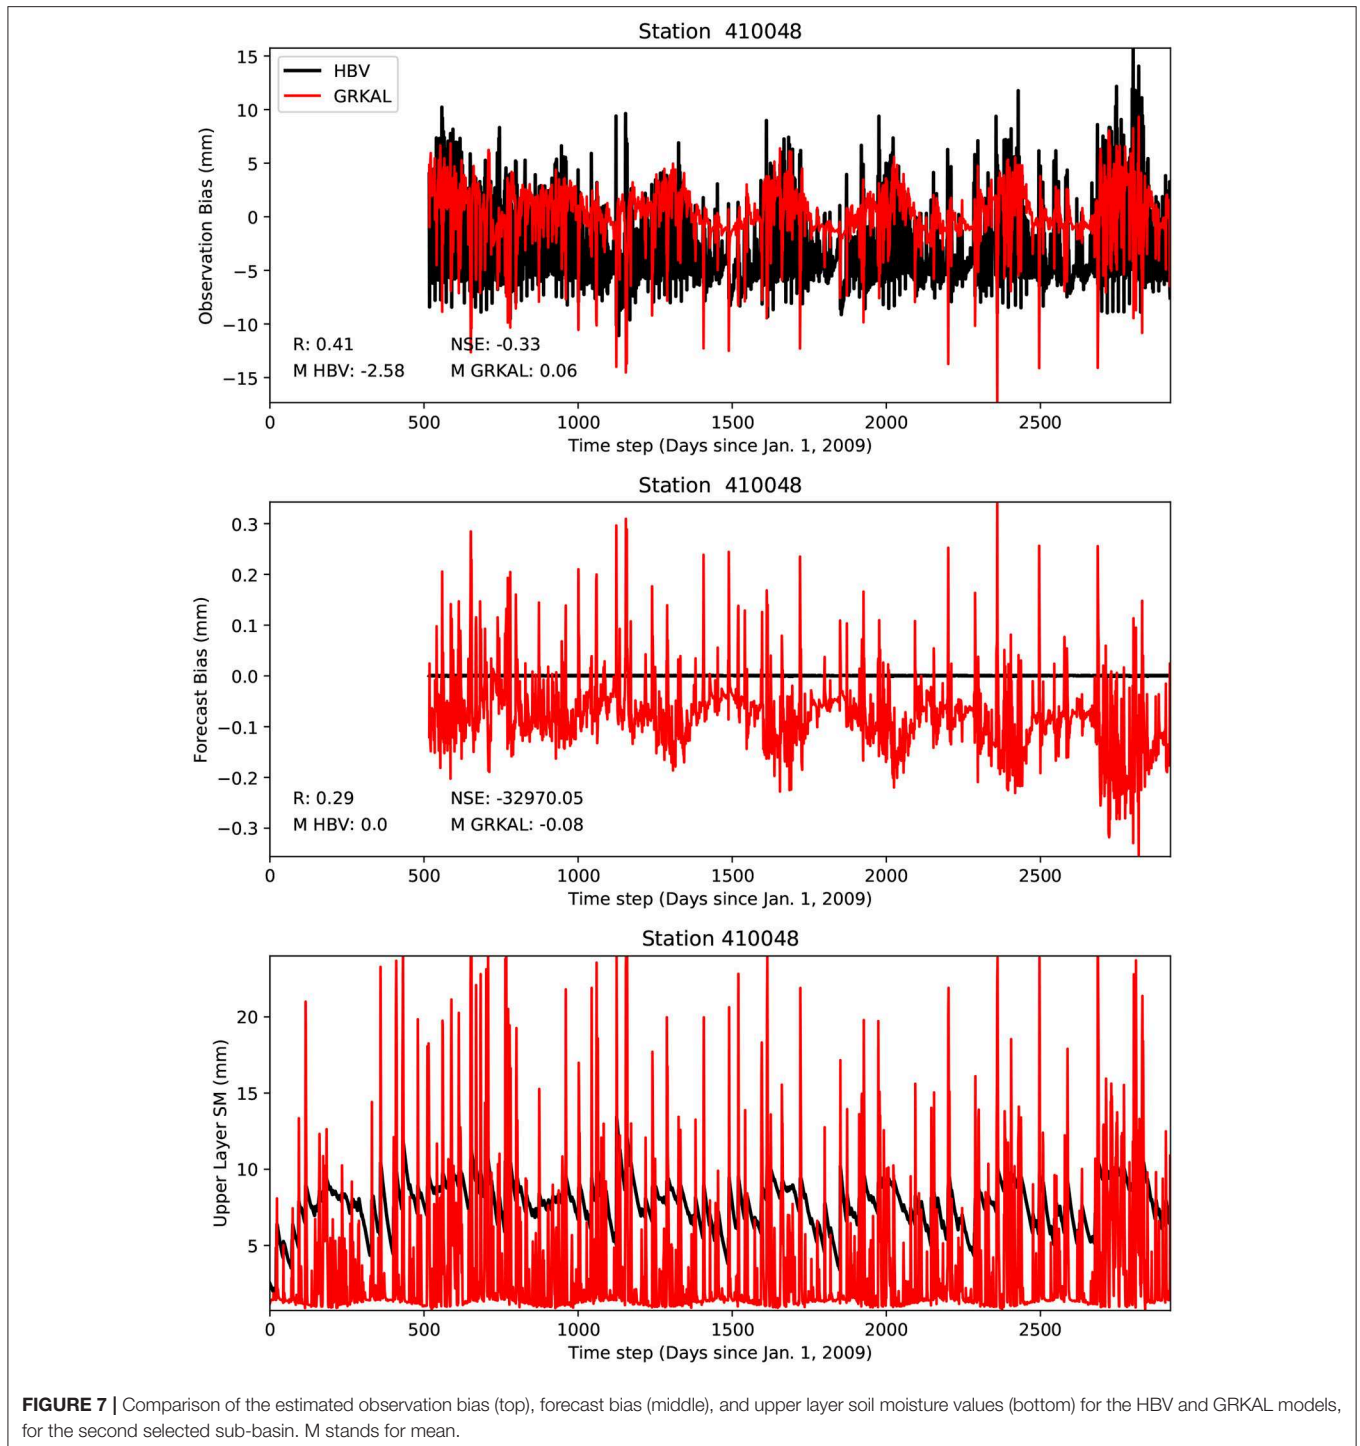 Station 410048
HBV
GRKAL
15
10
5
0
−5
−10
−15
Observation Bias (mm)
R: 0.41 NSE: -0.33
M HBV: -2.58 M GRKAL: 0.06
0 500 1000 1500 2000 2500
Time step (Days since Jan. 1, 2009)
Station 410048
0.3
0.2
0.1
0.0
−0.1
−0.2
−0.3
Forecast Bias (mm)
R: 0.29 NSE: -32970.05
M HBV: 0.0 M GRKAL: -0.08
0 500 1000 1500 2000 2500
Time step (Days since Jan. 1, 2009)
Station 410048
20
15
10
5
Upper Layer SM (mm)
0 500 1000 1500 2000 2500
Time step (Days since Jan. 1, 2009)
FIGURE 7 | Comparison of the estimated observation bias (top), forecast bias (middle), and upper layer soil moisture values (bottom) for the HBV and GRKAL models,
for the second selected sub-basin. M stands for mean.